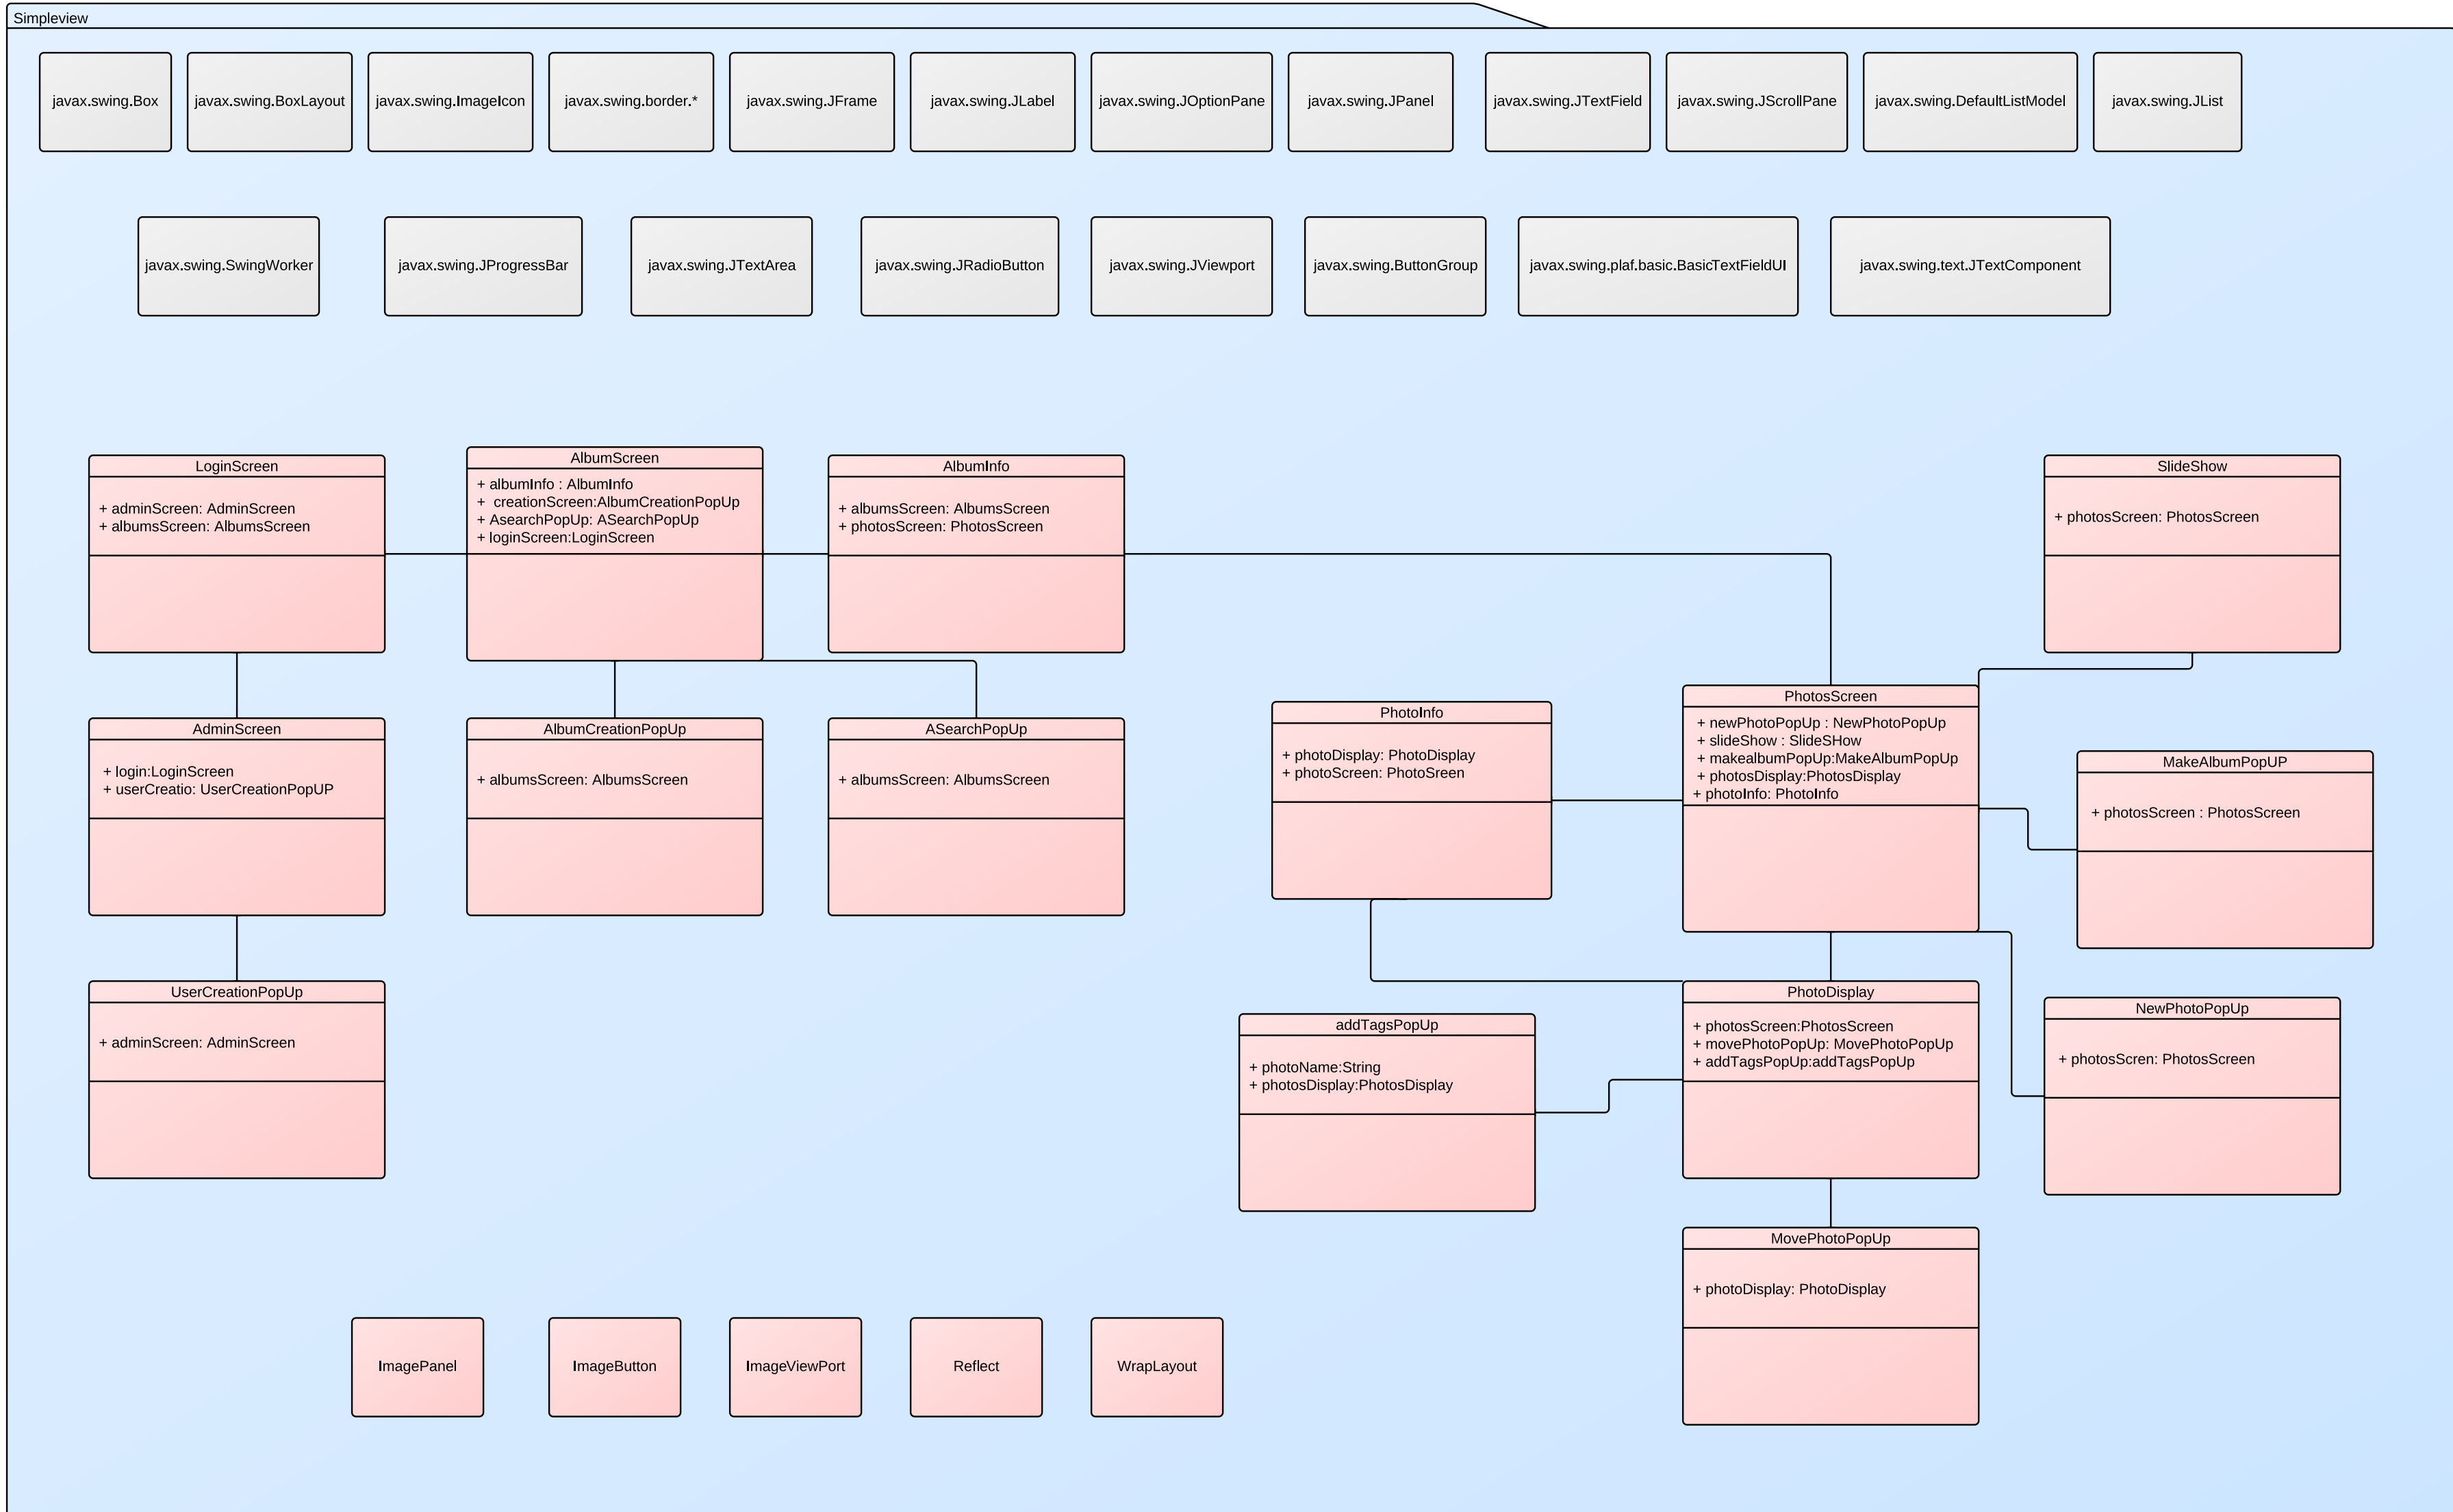 Simpleview
javax.swing.Box
javax.swing.BoxLayout
javax.swing.ImageIcon
javax.swing.border.*
javax.swing.JFrame
javax.swing.JLabel
javax.swing.JOptionPane
javax.swing.JPanel
javax.swing.JTextField
javax.swing.JScrollPane
javax.swing.DefaultListModel
javax.swing.JList
javax.swing.SwingWorker
javax.swing.JProgressBar
javax.swing.JTextArea
javax.swing.JRadioButton
javax.swing.JViewport
javax.swing.ButtonGroup
javax.swing.plaf.basic.BasicTextFieldUI
javax.swing.text.JTextComponent
LoginScreen
+ adminScreen: AdminScreen
+ albumsScreen: AlbumsScreen
AlbumScreen
+ albumInfo : AlbumInfo
+  creationScreen:AlbumCreationPopUp
+ AsearchPopUp: ASearchPopUp
+ loginScreen:LoginScreen
AlbumInfo
+ albumsScreen: AlbumsScreen
+ photosScreen: PhotosScreen
SlideShow
+ photosScreen: PhotosScreen
AdminScreen
+ login:LoginScreen
+ userCreatio: UserCreationPopUP
AlbumCreationPopUp
+ albumsScreen: AlbumsScreen
ASearchPopUp
+ albumsScreen: AlbumsScreen
PhotoInfo
+ photoDisplay: PhotoDisplay
+ photoScreen: PhotoSreen
PhotosScreen
+ newPhotoPopUp : NewPhotoPopUp
+ slideShow : SlideSHow
+ makealbumPopUp:MakeAlbumPopUp
+ photosDisplay:PhotosDisplay
+ photoInfo: PhotoInfo
MakeAlbumPopUP
+ photosScreen : PhotosScreen
UserCreationPopUp
+ adminScreen: AdminScreen
addTagsPopUp
+ photoName:String
+ photosDisplay:PhotosDisplay
PhotoDisplay
+ photosScreen:PhotosScreen
+ movePhotoPopUp: MovePhotoPopUp
+ addTagsPopUp:addTagsPopUp
NewPhotoPopUp
+ photosScren: PhotosScreen
MovePhotoPopUp
+ photoDisplay: PhotoDisplay
ImagePanel
ImageButton
ImageViewPort
Reflect
WrapLayout